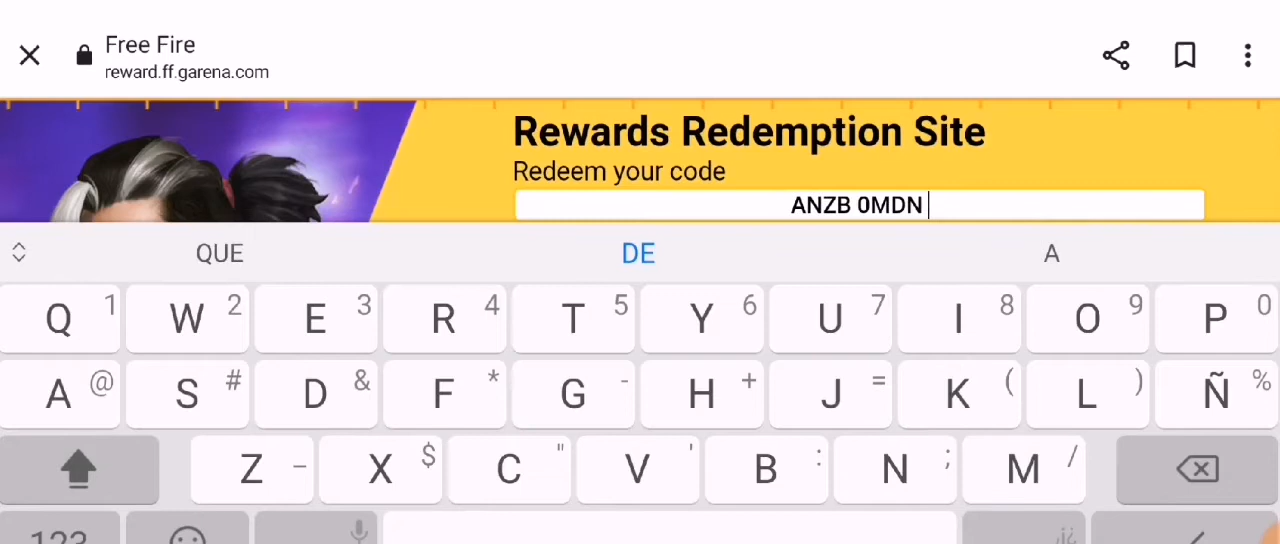 Free Fire
reward.ff.garena.com
Rewards Redemption Site
Redeem your code
ANZB 0MDN
QUE DE A
Q 1 W 2 E 3 R 4 T 5 Y 6 U 7 I 8 O 9 P 0
A @ S # D & F * G - H + J = K ( L ) Ñ %
Z _ X $ C " V ' B : N ; M /
123 ¡¿